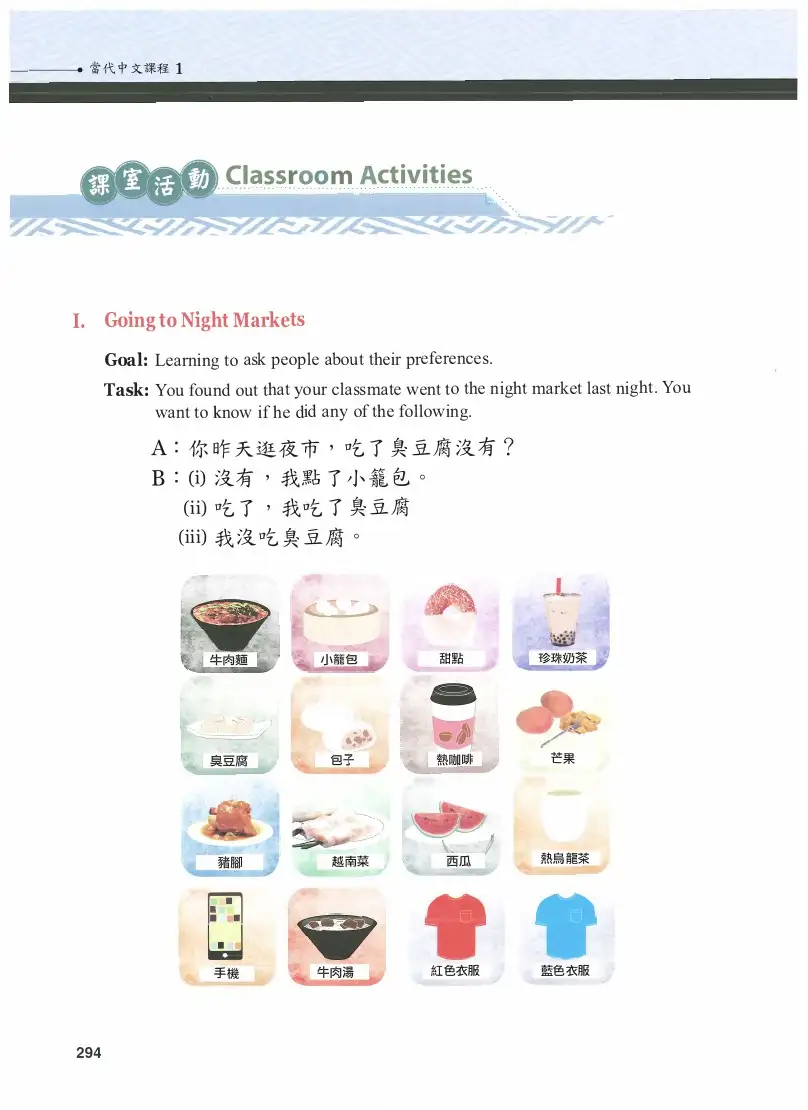 當代中文課程 1
課室活動 Classroom Activities
I. Going to Night Markets
Goal: Learning to ask people about their preferences.
Task: You found out that your classmate went to the night market last night. You
want to know if he did any of the following.
A：你昨天逛夜市，吃了臭豆腐沒有？
B：(i) 沒有，我點了小籠包。
(ii) 吃了，我吃了臭豆腐
(iii) 我沒吃臭豆腐。
牛肉麵 小籠包 甜點 珍珠奶茶
臭豆腐 包子 熱咖啡 芒果
豬腳 越南菜 西瓜 熱烏龍茶
手機 牛肉湯 紅色衣服 藍色衣服
294